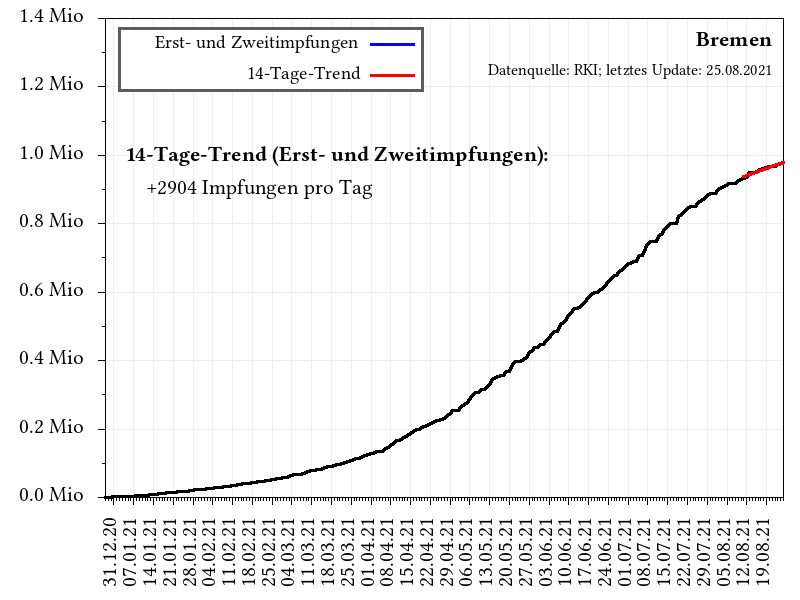 1.4 Mio
Erst- und Zweitimpfungen
14-Tage-Trend
Bremen
Datenquelle: RKI; letztes Update: 25.08.2021
1.2 Mio
1.0 Mio
14-Tage-Trend (Erst- und Zweitimpfungen):
+2904 Impfungen pro Tag
0.8 Mio
0.6 Mio
0.4 Mio
0.2 Mio
0.0 Mio
31.12.20
07.01.21
14.01.21
21.01.21
28.01.21
04.02.21
11.02.21
18.02.21
25.02.21
04.03.21
11.03.21
18.03.21
25.03.21
01.04.21
08.04.21
15.04.21
22.04.21
29.04.21
06.05.21
13.05.21
20.05.21
27.05.21
03.06.21
10.06.21
17.06.21
24.06.21
01.07.21
08.07.21
15.07.21
22.07.21
29.07.21
05.08.21
12.08.21
19.08.21